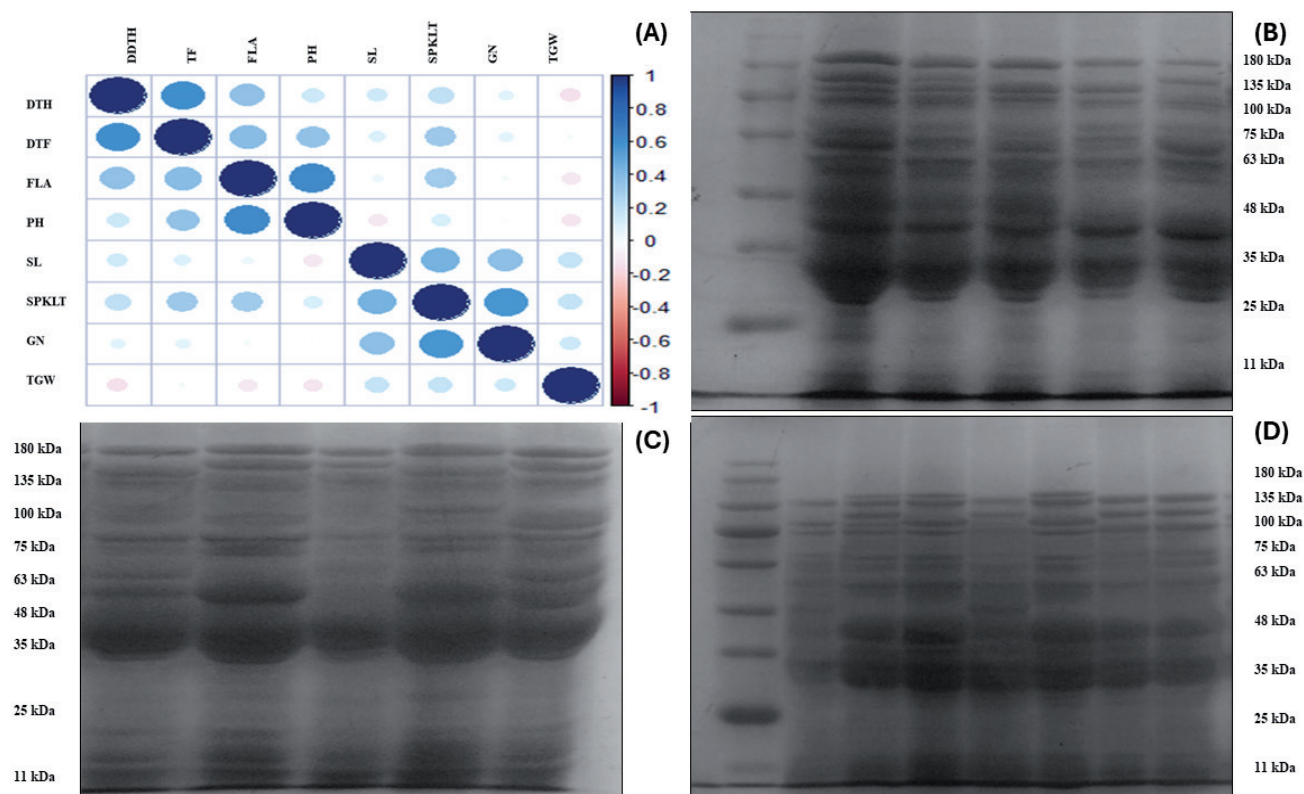 (A)
DDTH TF FLA PH SL SPKLT GN TGW
DTH
DTF
FLA
PH
SL
SPKLT
GN
TGW
1
0.8
0.6
0.4
0.2
0
-0.2
-0.4
-0.6
-0.8
-1
(B)
180 kDa
135 kDa
100 kDa
75 kDa
63 kDa
48 kDa
35 kDa
25 kDa
11 kDa
(C)
180 kDa
135 kDa
100 kDa
75 kDa
63 kDa
48 kDa
35 kDa
25 kDa
11 kDa
(D)
180 kDa
135 kDa
100 kDa
75 kDa
63 kDa
48 kDa
35 kDa
25 kDa
11 kDa